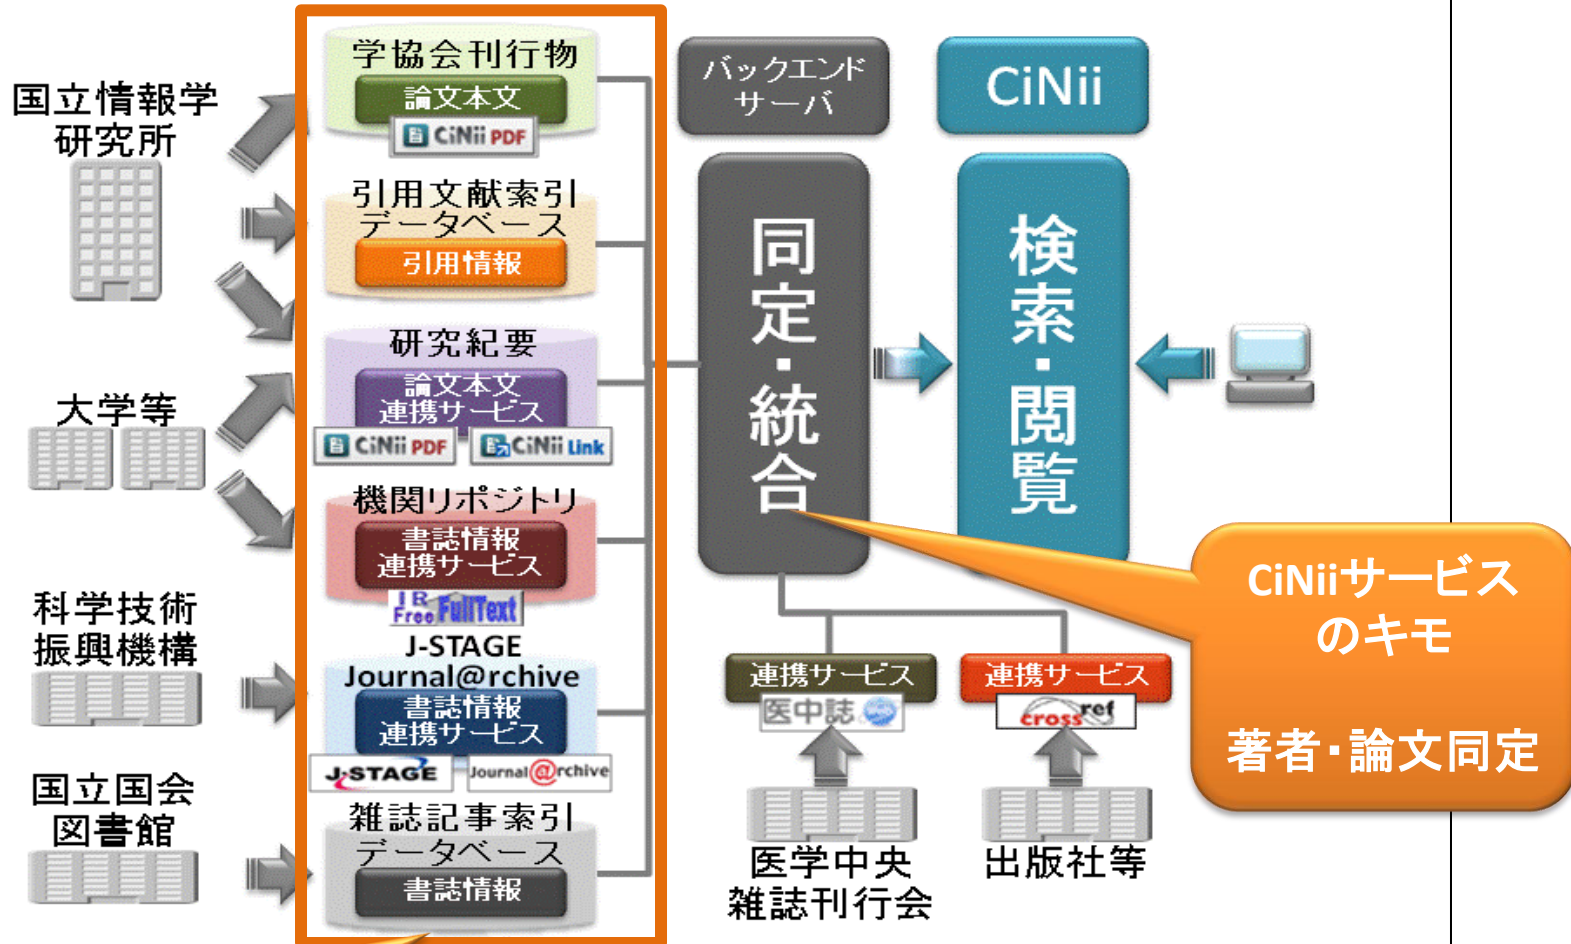 国立情報学
研究所
大学等
科学技術
振興機構
国立国会
図書館
学協会刊行物
論文本文
CiNii PDF
引用文献索引
データベース
引用情報
研究紀要
論文本文
連携サービス
CiNii PDF
CiNii Link
機関リポジトリ
書誌情報
連携サービス
IR
Free FullText
J-STAGE
Journal@rchive
書誌情報
連携サービス
J-STAGE
Journal@rchive
雑誌記事索引
データベース
書誌情報
バックエンド
サーバ
同定・統合
CiNii
検索・閲覧
連携サービス
医中誌
連携サービス
cross ref
医学中央
雑誌刊行会
出版社等
CiNiiサービス
のキモ
著者・論文同定